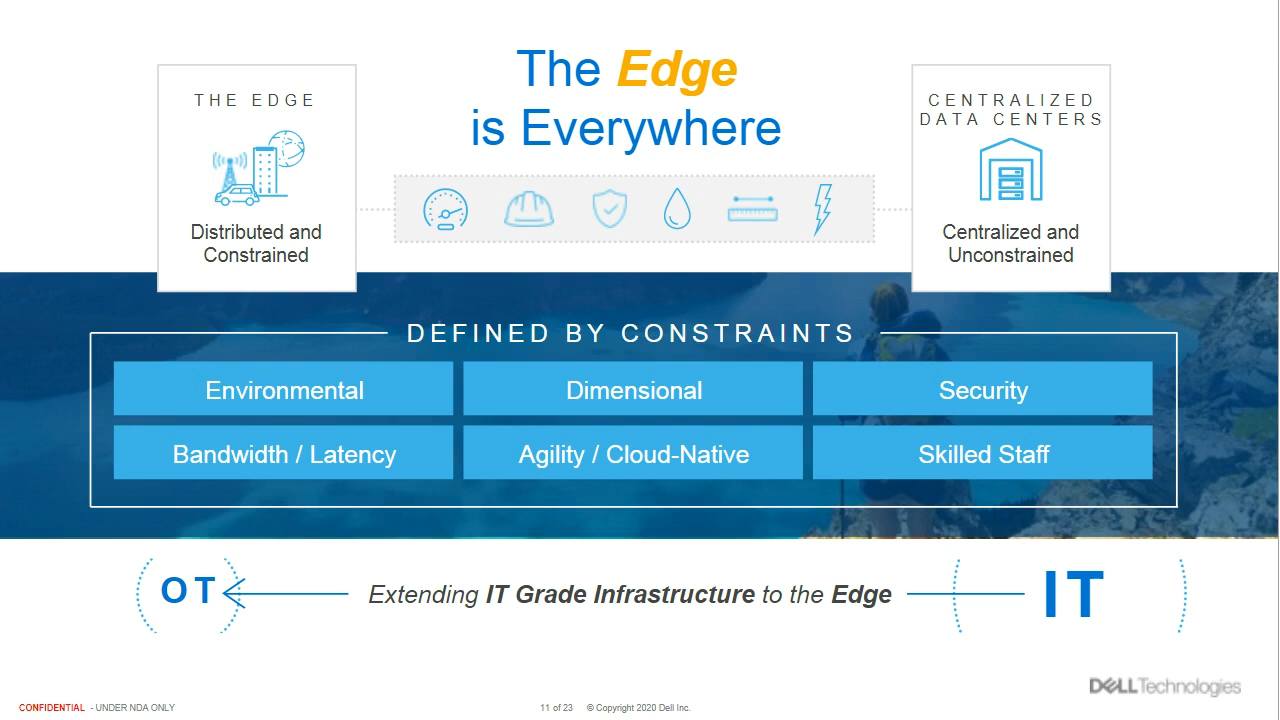 The Edge
is Everywhere
THE EDGE
Distributed and
Constrained
CENTRALIZED
DATA CENTERS
Centralized and
Unconstrained
DEFINED BY CONSTRAINTS
Environmental
Dimensional
Security
Bandwidth / Latency
Agility / Cloud-Native
Skilled Staff
OT
Extending IT Grade Infrastructure to the Edge
IT
DELL Technologies
CONFIDENTIAL - UNDER NDA ONLY
11 of 23
© Copyright 2020 Dell Inc.